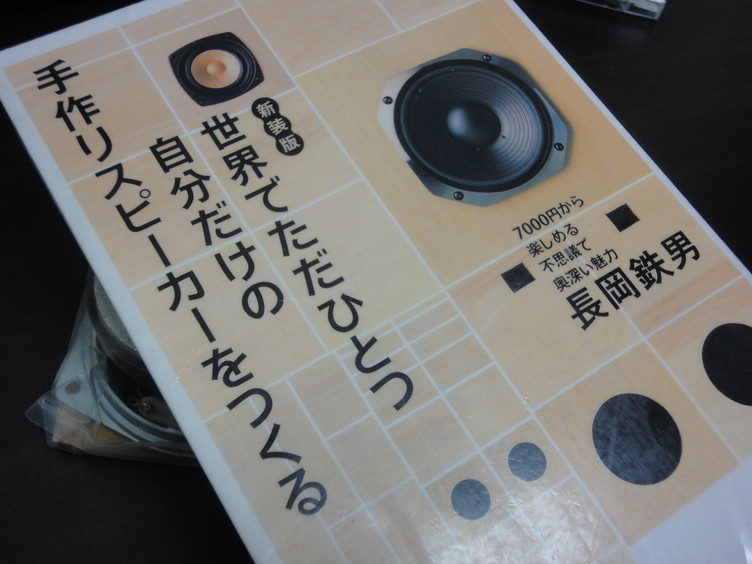 新装版
世界でただひとつ
自分だけの
手作りスピーカーをつくる
7000円から
楽しめる
不思議で
奥深い魅力
長岡鉄男